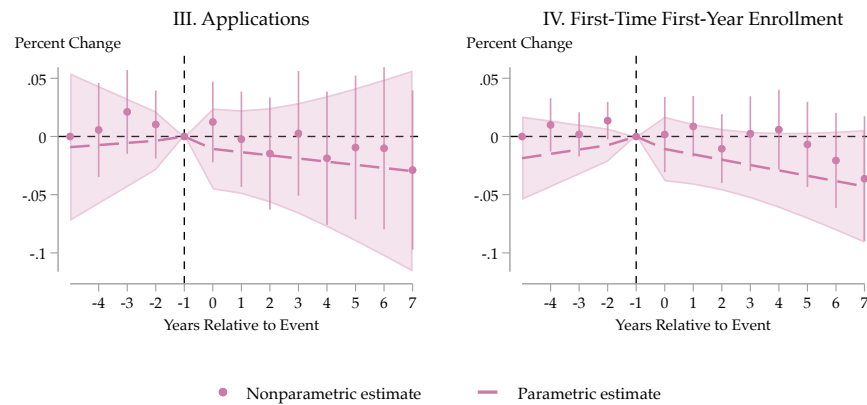 III. Applications
Percent Change
.05
0
-.05
-.1
-4 -3 -2 -1 0 1 2 3 4 5 6 7
Years Relative to Event
IV. First-Time First-Year Enrollment
Percent Change
.05
0
-.05
-.1
-4 -3 -2 -1 0 1 2 3 4 5 6 7
Years Relative to Event
Nonparametric estimate
Parametric estimate